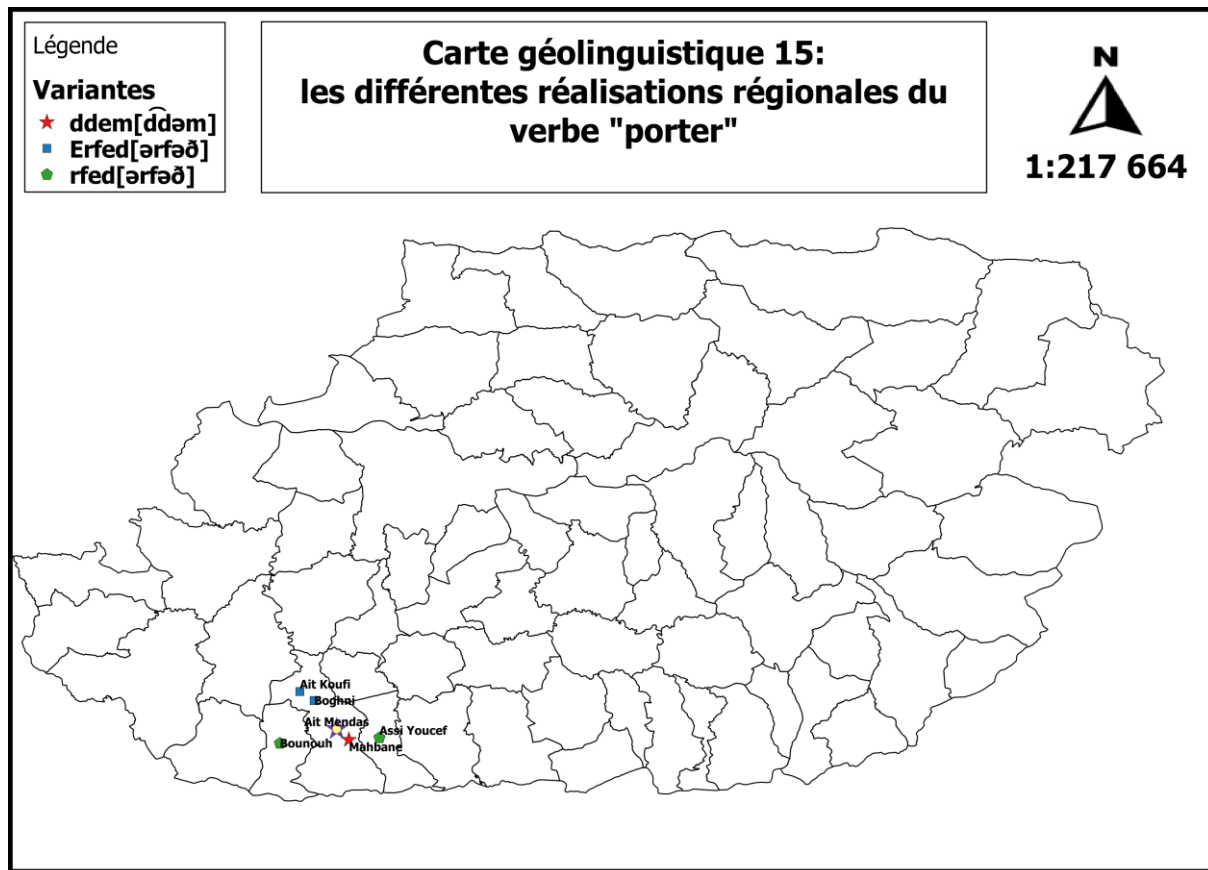 Légende
Variantes
ddem[d͡dəm]
Erfed[ərfəð]
rfed[ərfəð]
Carte géolinguistique 15:
les différentes réalisations régionales du
verbe "porter"
N
1:217 664
Ait Koufi
Boghni
Ait Mendas
Assi Youcef
Bounouh
Mahbane